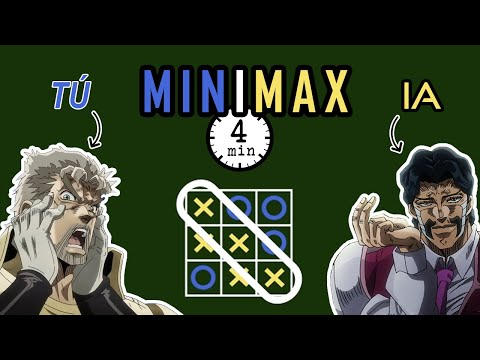 MINIMAX
TÚ
IA
4
min
X O O
X X O
O X X